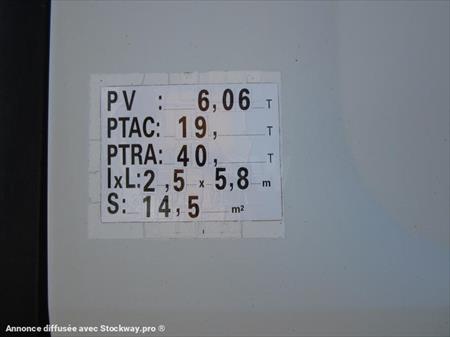 PV : 6,06 T
PTAC: 19, T
PTRA: 40, T
lxL: 2,5 x 5,8 m
S: 14,5 m²
Annonce diffusée avec Stockway.pro ®